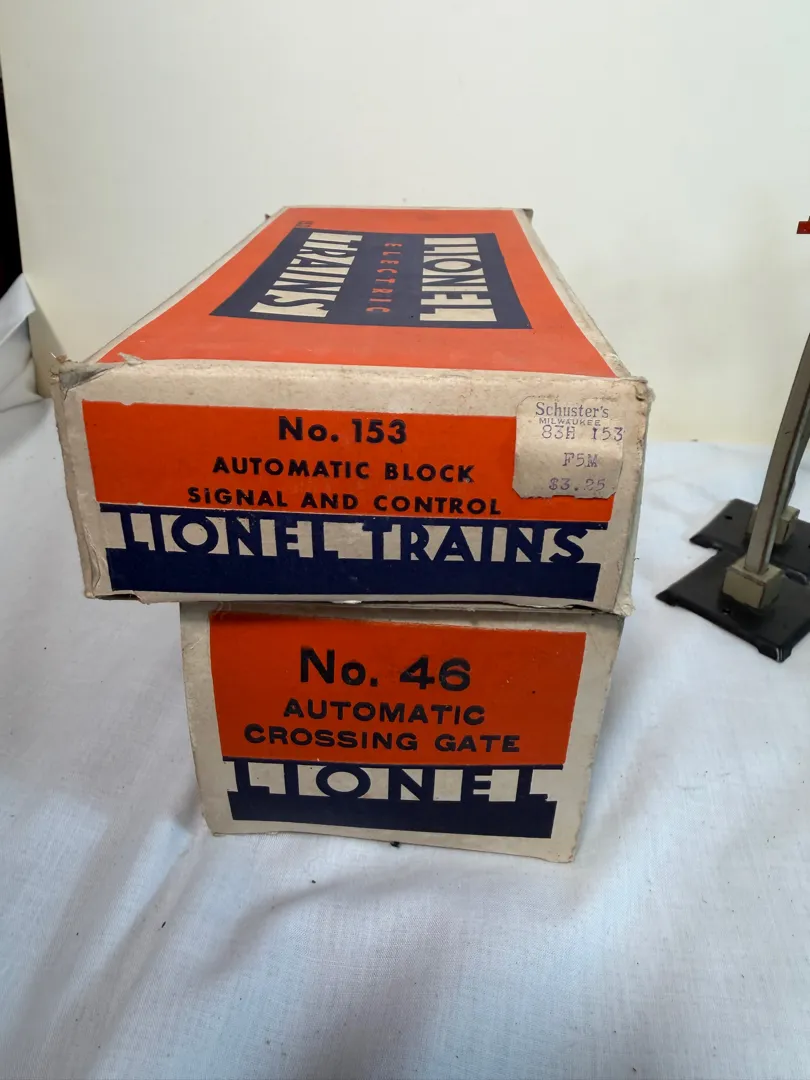 LIONEL
ELECTRIC
TRAINS
No. 153
AUTOMATIC BLOCK
SIGNAL AND CONTROL
LIONEL TRAINS
Schuster's
MILWAUKEE
83H 153
F5M
$3.25
No. 46
AUTOMATIC
CROSSING GATE
LIONEL